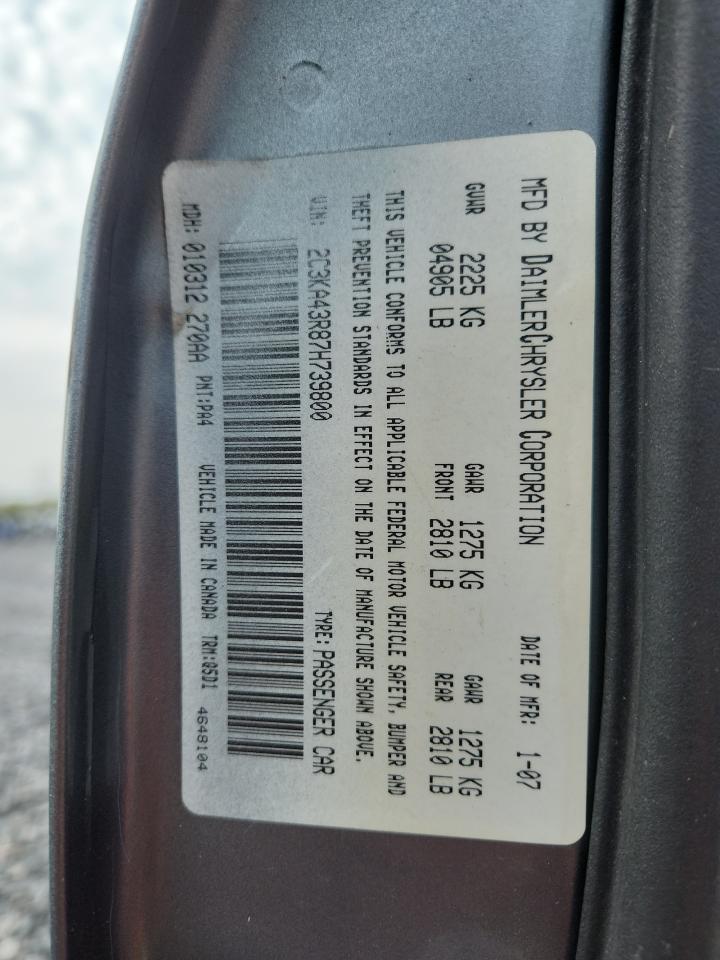 MFD BY DAIMLERCHRYSLER CORPORATION DATE OF MFR: 1-07
GVWR 2225 KG GAWR 1275 KG GAWR 1275 KG
04905 LB FRONT 2810 LB REAR 2810 LB
THIS VEHICLE CONFORMS TO ALL APPLICABLE FEDERAL MOTOR VEHICLE SAFETY, BUMPER AND
THEFT PREVENTION STANDARDS IN EFFECT ON THE DATE OF MANUFACTURE SHOWN ABOVE.
VIN: 2C3KA43R87H739800 TYPE: PASSENGER CAR
MDH: 010312 270AA PNT:PA4 VEHICLE MADE IN CANADA TRM:Q5D1
4648104